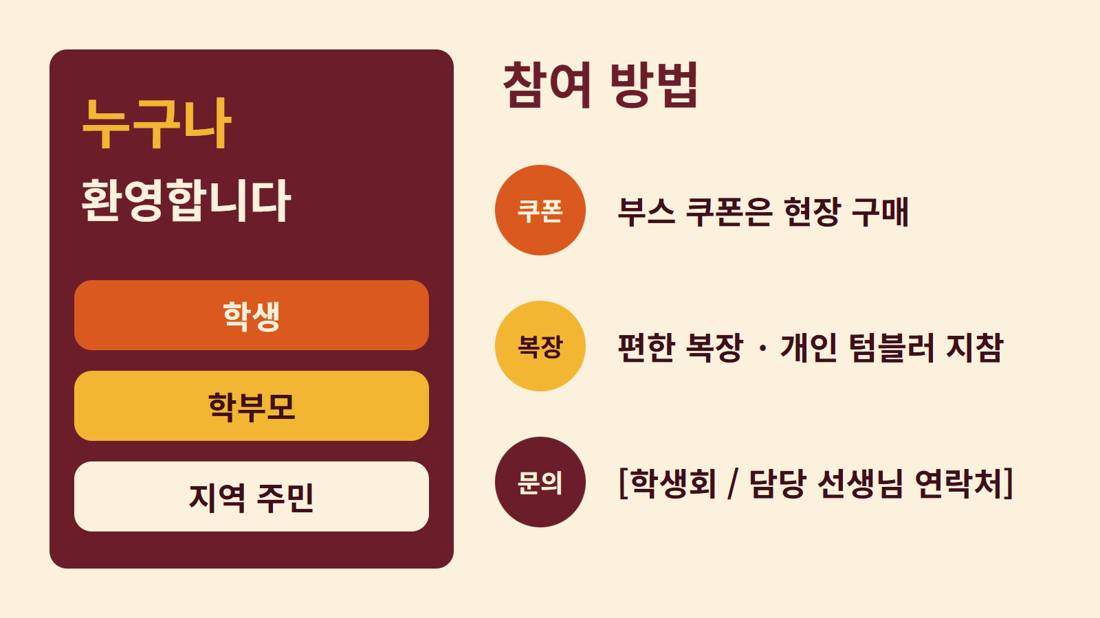 누구나
환영합니다
학생
학부모
지역 주민
참여 방법
쿠폰
부스 쿠폰은 현장 구매
복장
편한 복장 · 개인 텀블러 지참
문의
[학생회 / 담당 선생님 연락처]